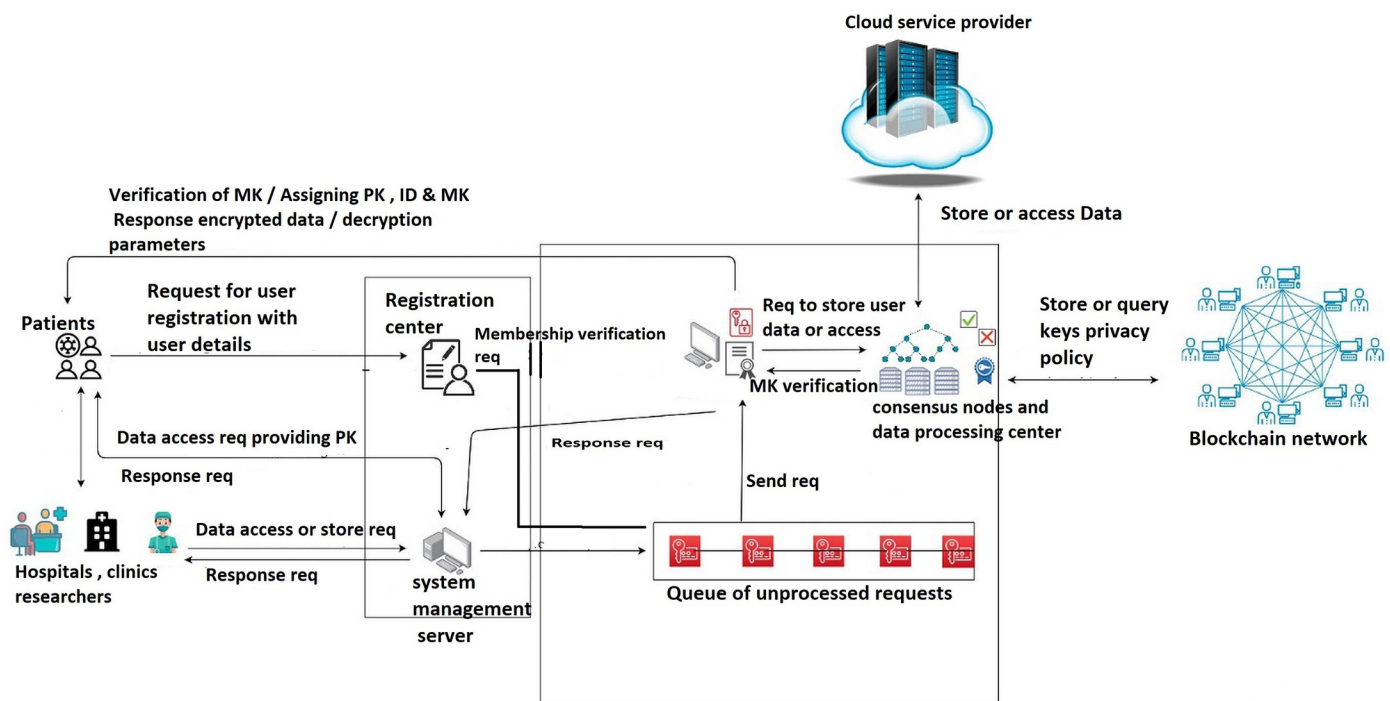 Cloud service provider
Verification of MK / Assigning PK , ID & MK
Response encrypted data / decryption
parameters
Store or access Data
Patients
Request for user
registration with
user details
Registration
center
Membership verification
req
Req to store user
data or access
MK verification
consensus nodes and
data processing center
Store or query
keys privacy
policy
Blockchain network
Data access req providing PK
Response req
Response req
Send req
Hospitals , clinics
researchers
Data access or store req
Response req
system
management
server
Queue of unprocessed requests